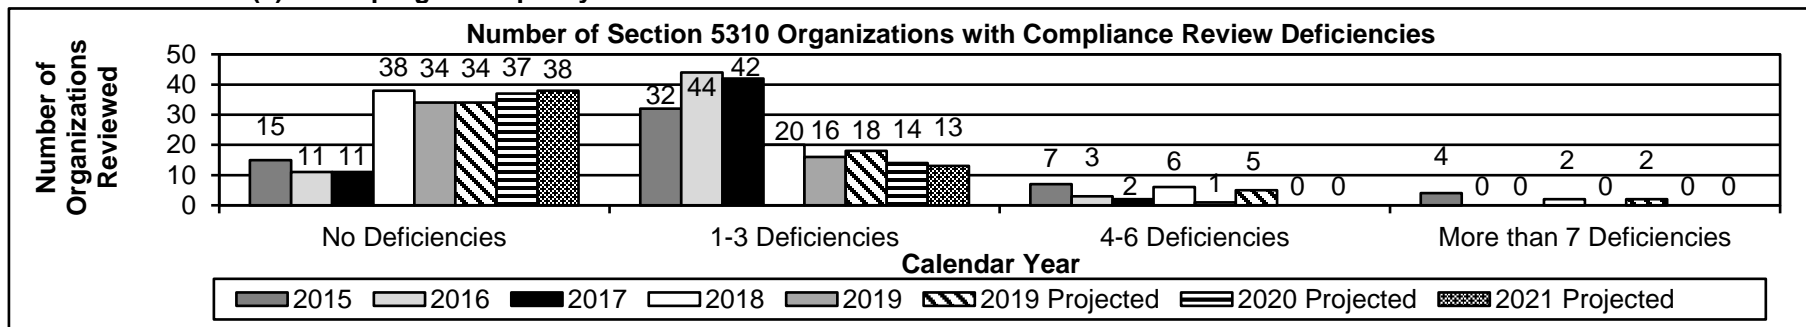 Number of Section 5310 Organizations with Compliance Review Deficiencies
Number of
Organizations
Reviewed
50
40
30
20
10
0
15 11 11 38 34 34 37 38
32 44 42 20 16 18 14 13
7 3 2 6 1 5 0 0
4 0 0 2 0 2 0 0
No Deficiencies 1-3 Deficiencies 4-6 Deficiencies More than 7 Deficiencies
Calendar Year
2015 2016 2017 2018 2019 2019 Projected 2020 Projected 2021 Projected